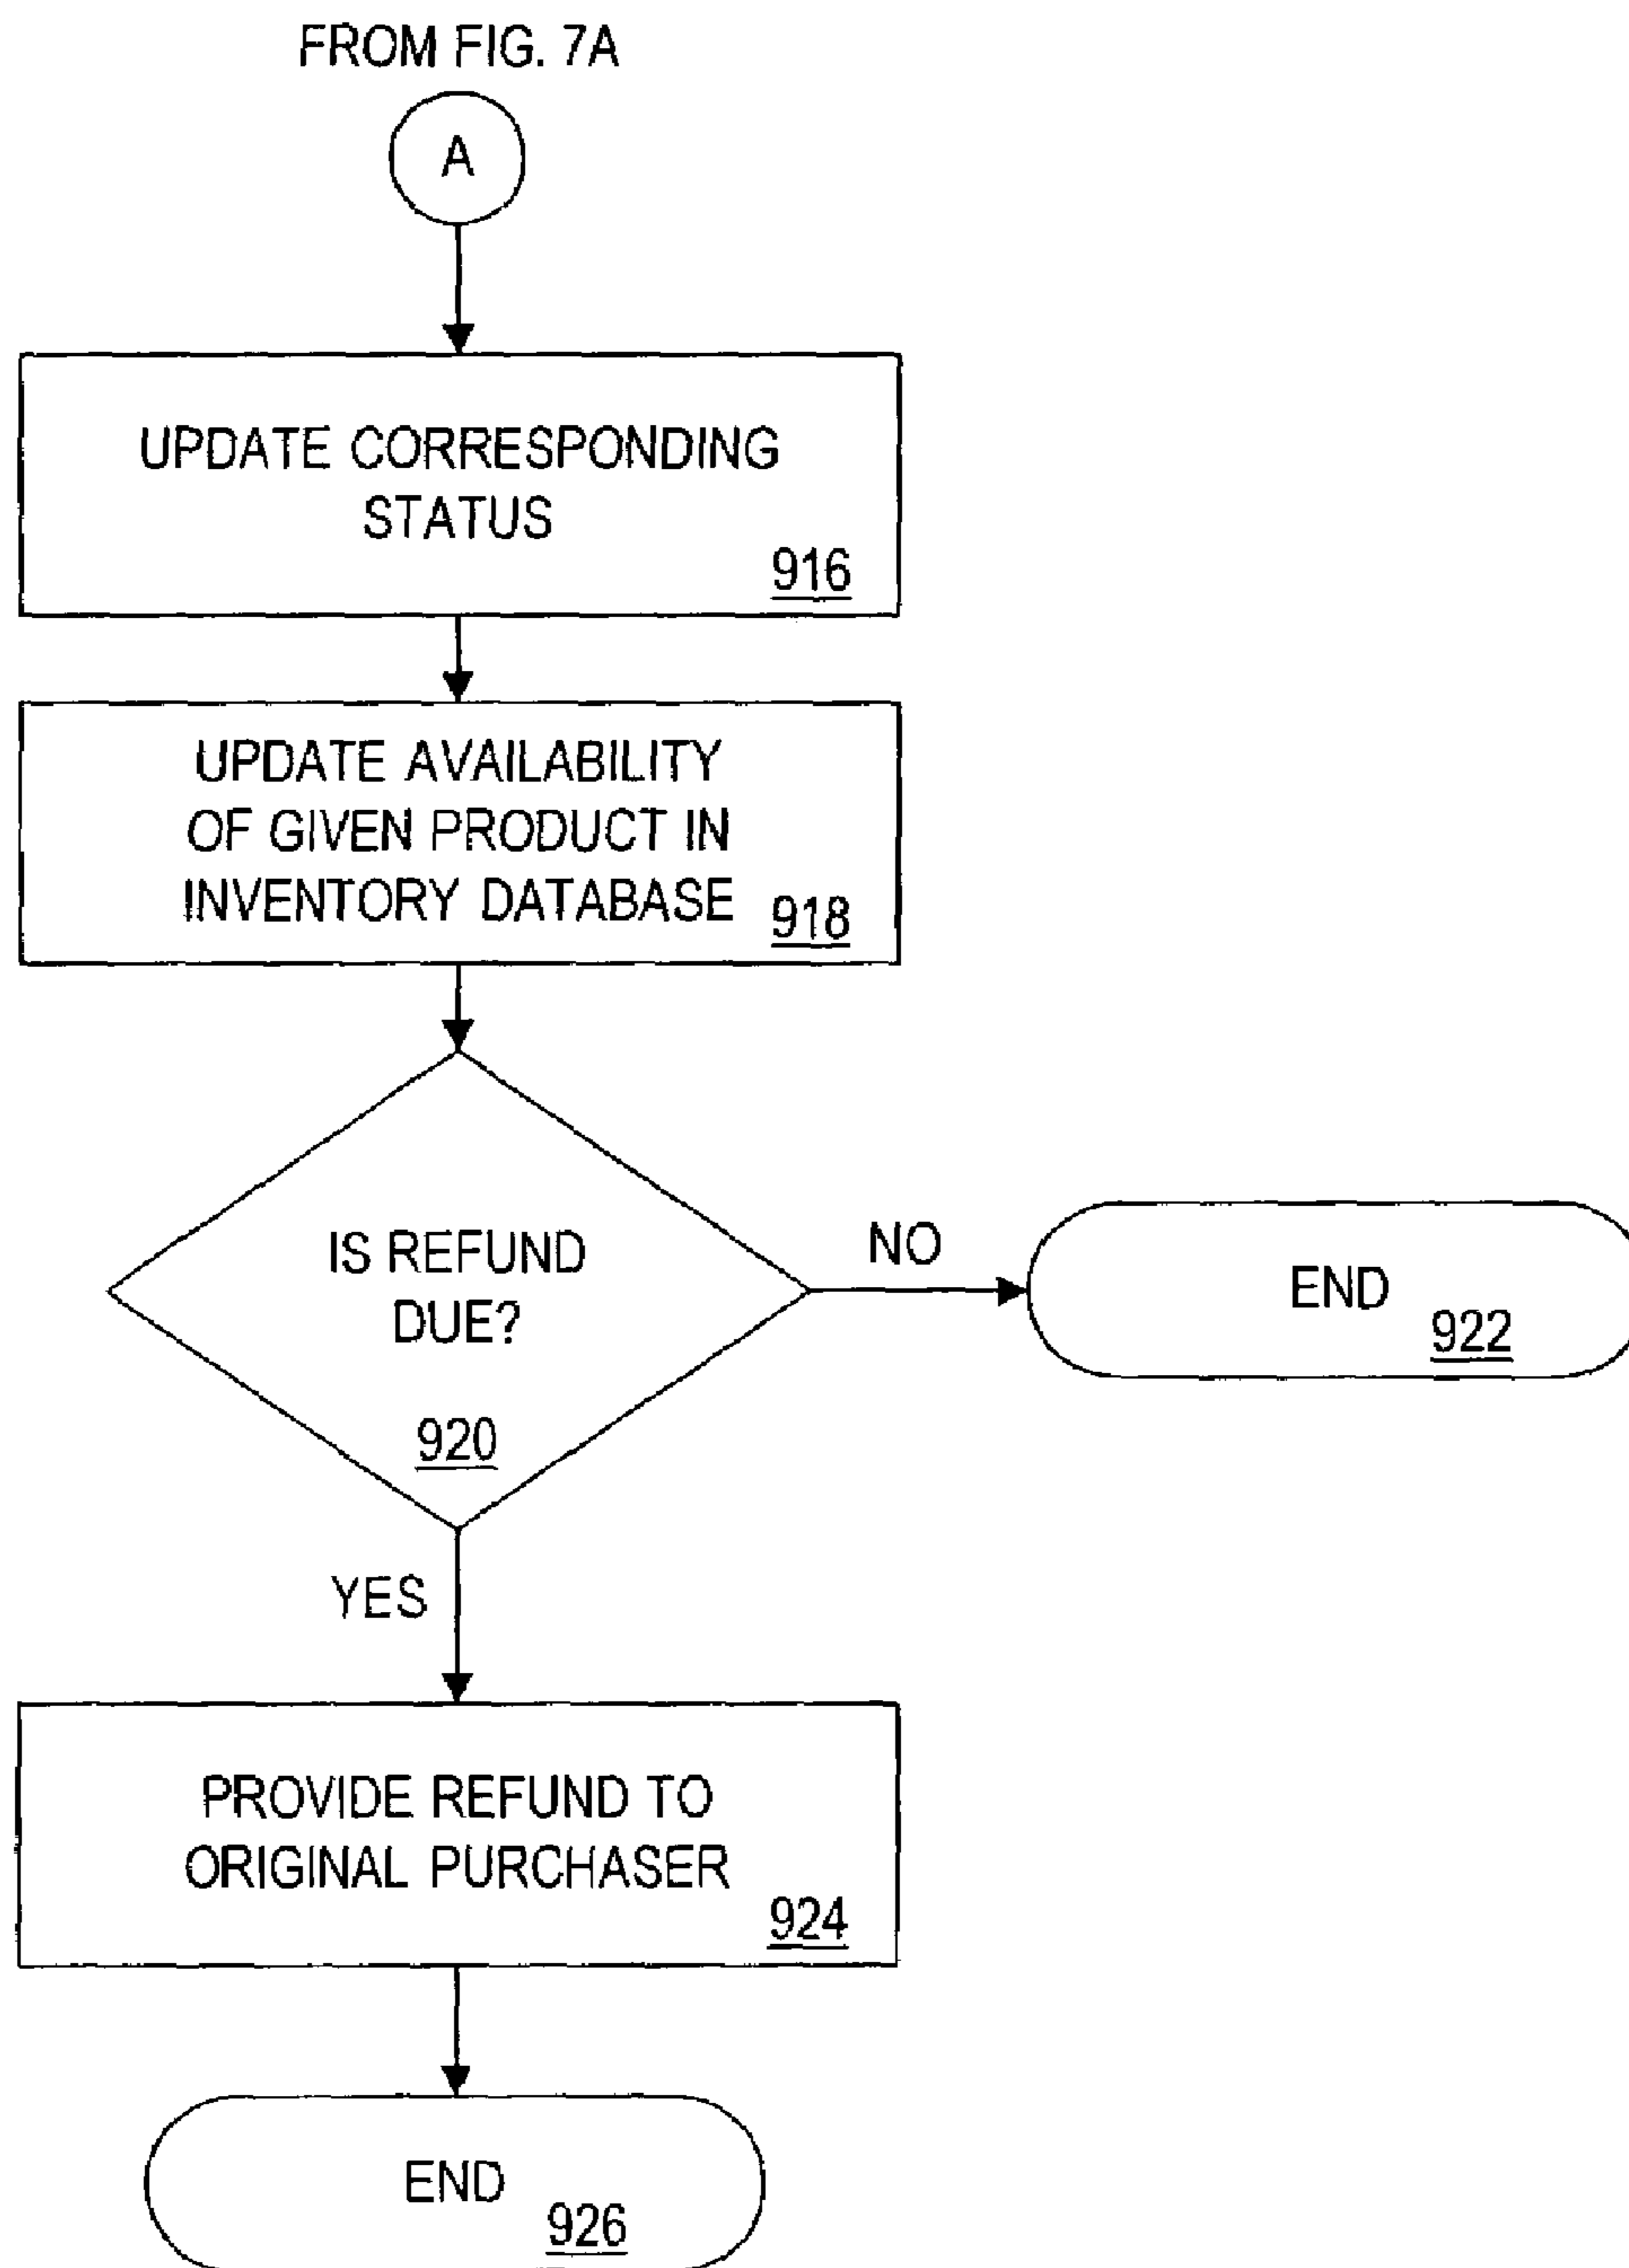 FROM FIG. 7A
A
UPDATE CORRESPONDING
STATUS
916
UPDATE AVAILABILITY
OF GIVEN PRODUCT IN
INVENTORY DATABASE
918
IS REFUND
DUE?
920
NO
END
922
YES
PROVIDE REFUND TO
ORIGINAL PURCHASER
924
END
926